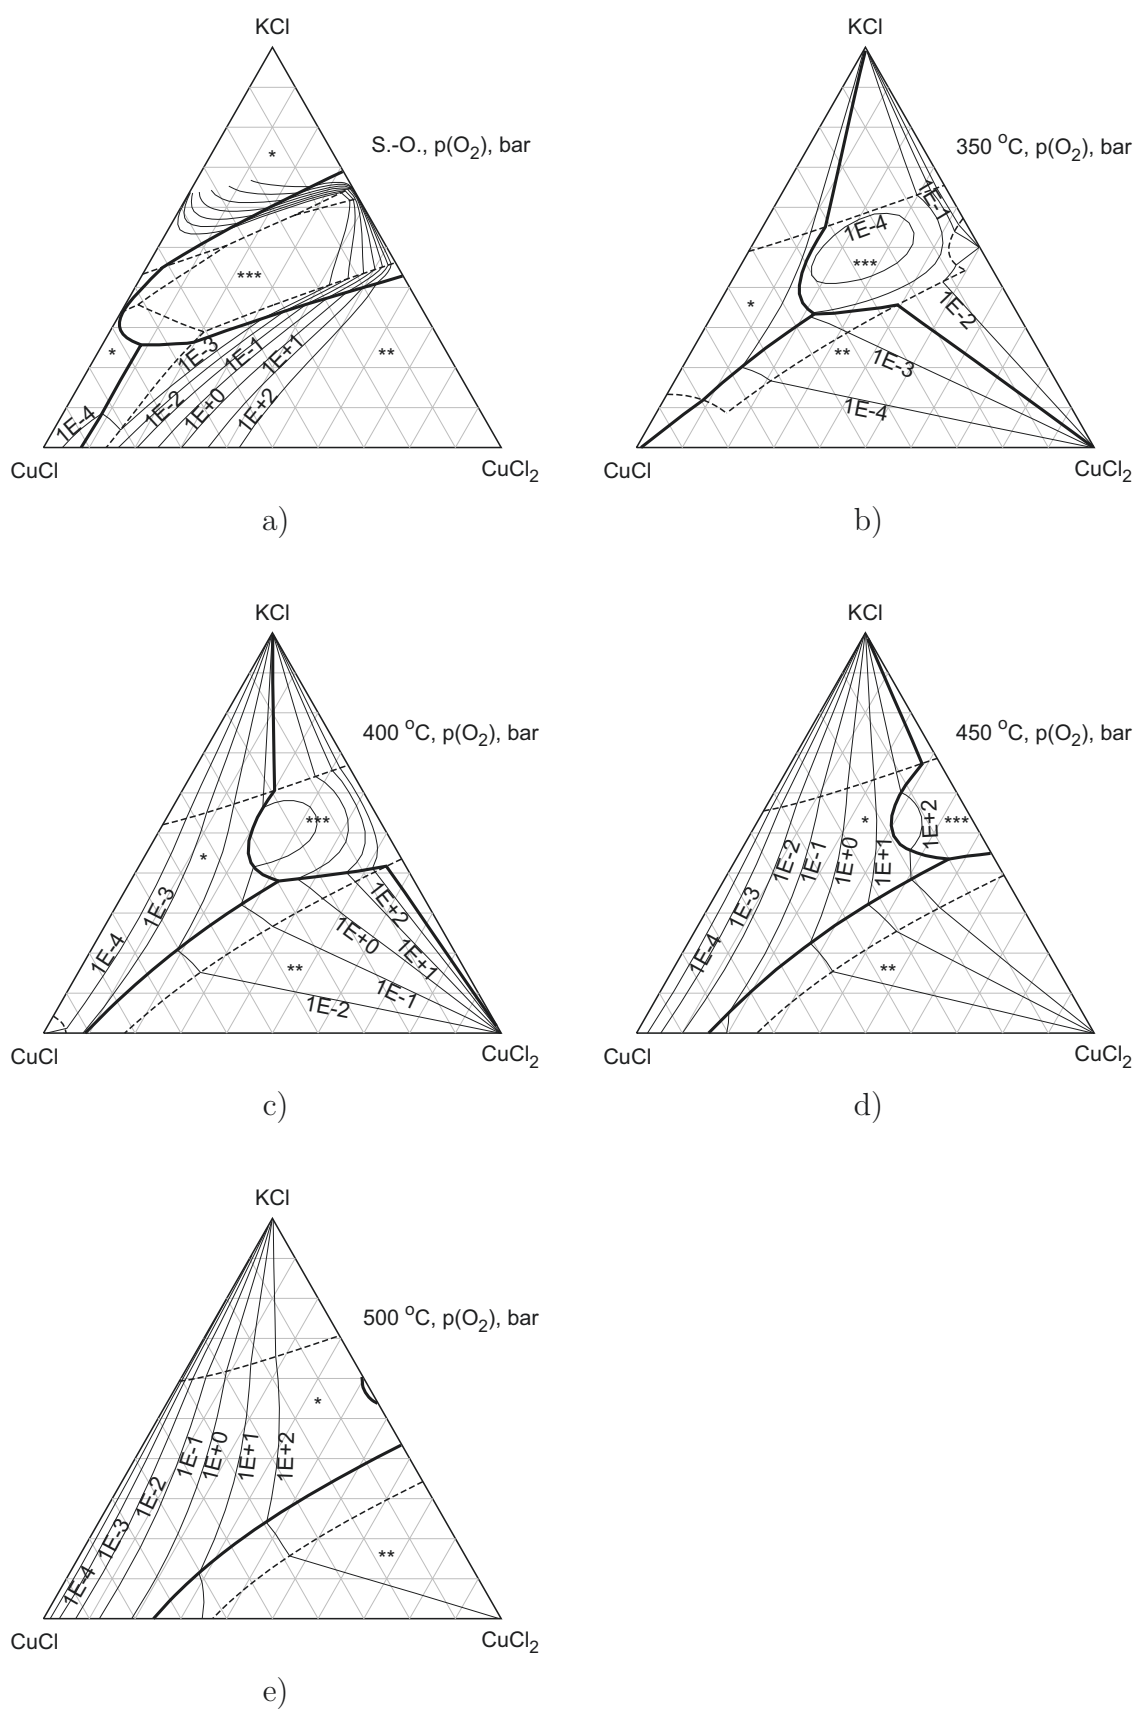 KCl
S.-O., p(O2), bar
*
***
*
**
1E-4
1E-3
1E-2
1E-1
1E+0
1E+1
1E+2
CuCl
CuCl2
a)
KCl
350 °C, p(O2), bar
1E-1
1E-4
***
*
1E-2
**
1E-3
1E-4
CuCl
CuCl2
b)
KCl
400 °C, p(O2), bar
***
*
1E-3
1E-4
1E+2
1E+0
1E+1
**
1E-1
1E-2
CuCl
CuCl2
c)
KCl
450 °C, p(O2), bar
*
1E+2
***
1E-2
1E-1
1E+0
1E+1
1E-3
1E-4
**
CuCl
CuCl2
d)
KCl
500 °C, p(O2), bar
*
1E-1
1E+0
1E+1
1E+2
1E-2
1E-3
1E-4
**
CuCl
CuCl2
e)